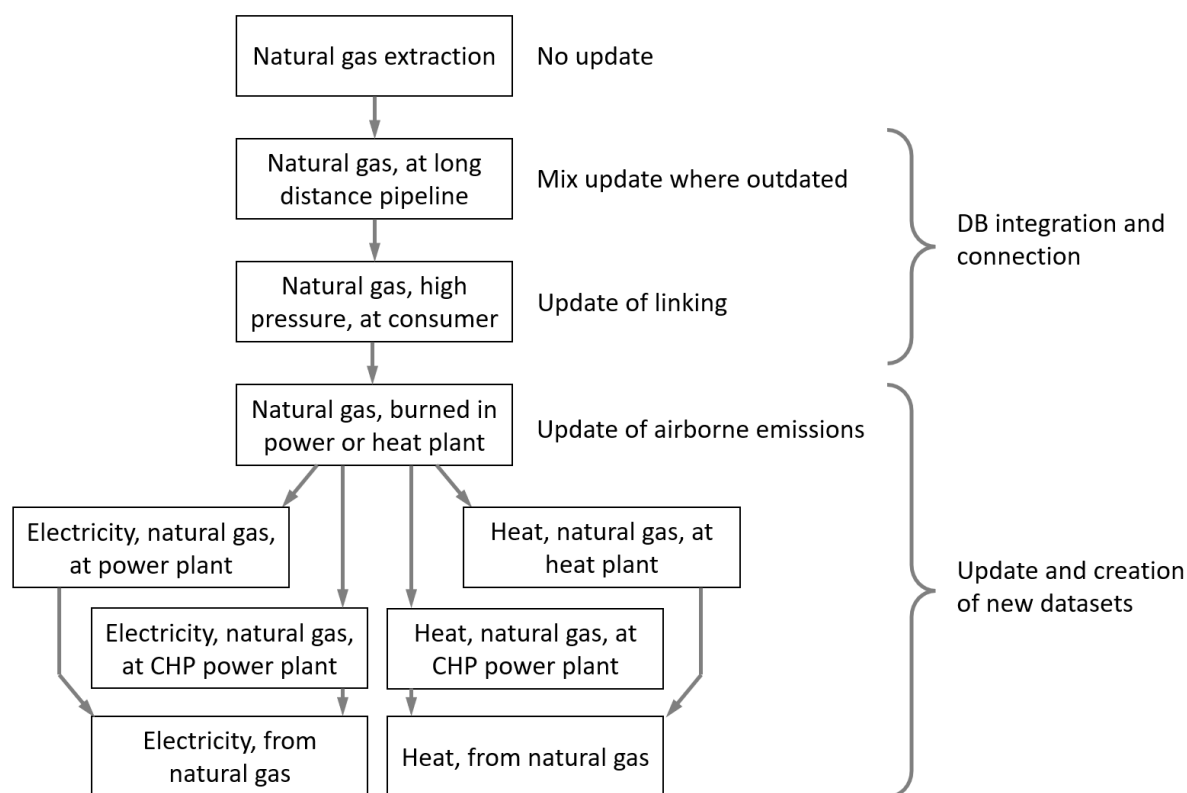 Natural gas extraction
No update
Natural gas, at long
distance pipeline
Mix update where outdated
DB integration and
connection
Natural gas, high
pressure, at consumer
Update of linking
Natural gas, burned in
power or heat plant
Update of airborne emissions
Electricity, natural gas,
at power plant
Heat, natural gas, at
heat plant
Update and creation
of new datasets
Electricity, natural gas,
at CHP power plant
Heat, natural gas, at
CHP power plant
Electricity, from
natural gas
Heat, from natural gas